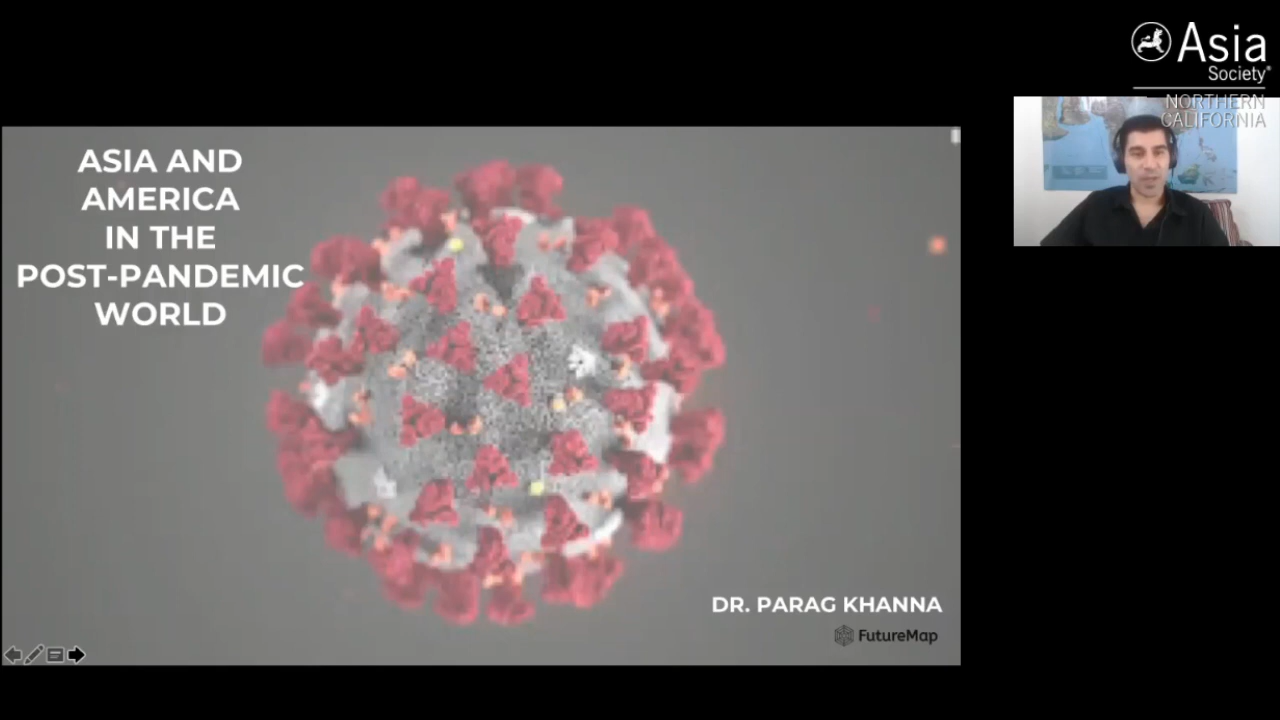 Asia
Society
NORTHERN
CALIFORNIA
ASIA AND
AMERICA
IN THE
POST-PANDEMIC
WORLD
DR. PARAG KHANNA
FutureMap